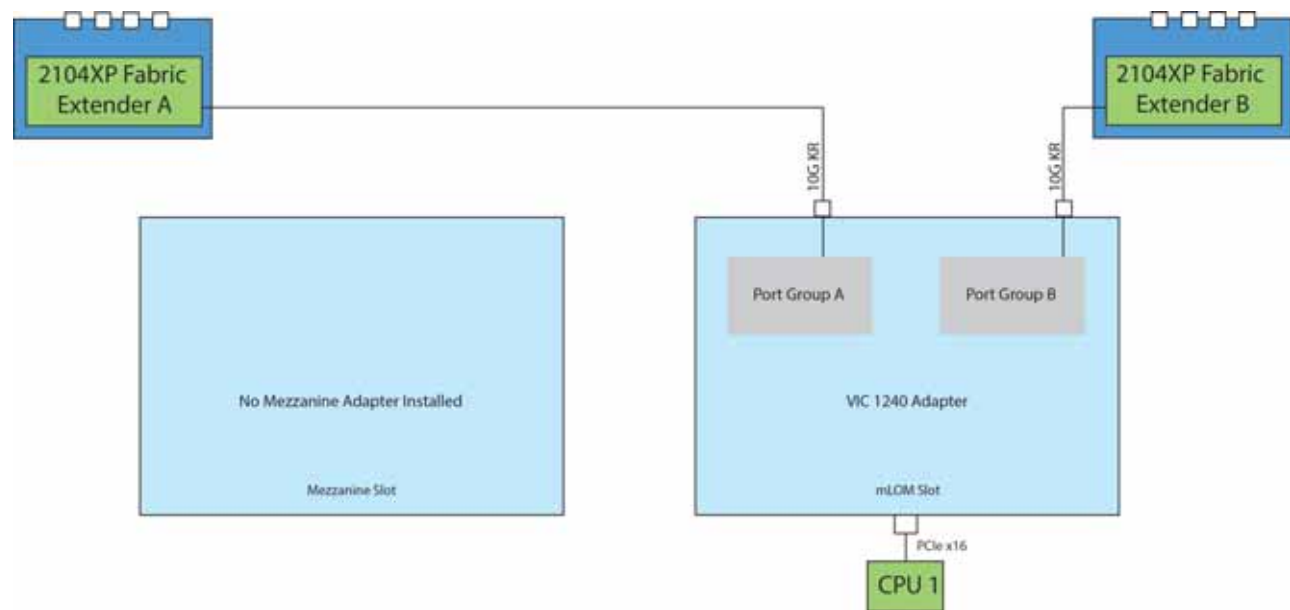 2104XP Fabric
Extender A
2104XP Fabric
Extender B
10G KR
10G KR
Port Group A
Port Group B
No Mezzanine Adapter Installed
VIC 1240 Adapter
Mezzanine Slot
mLOM Slot
PCIe x16
CPU 1